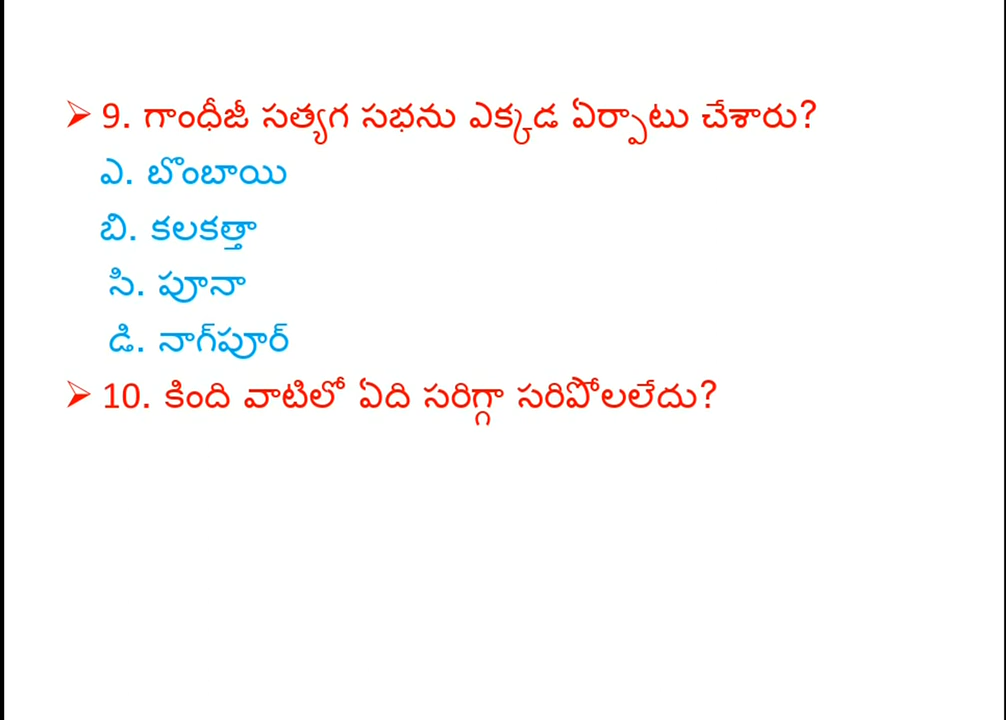 ➢ 9. గాంధీజీ సత్యగ సభను ఎక్కడ ఏర్పాటు చేశారు?
ఎ. బొంబాయి
బి. కలకత్తా
సి. పూనా
డి. నాగ్‌పూర్
➢ 10. కింది వాటిలో ఏది సరిగ్గా సరిపోలలేదు?